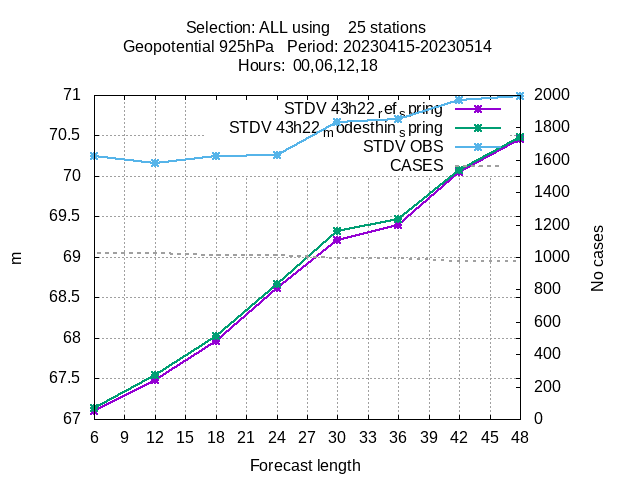 Selection: ALL using    25 stations
Geopotential 925hPa   Period: 20230415-20230514
Hours:  00,06,12,18
STDV 43h22_ref_spring
STDV 43h22_modesthin_spring
STDV OBS
CASES
71
70.5
70
69.5
69
68.5
68
67.5
67
m
2000
1800
1600
1400
1200
1000
800
600
400
200
0
No cases
6 9 12 15 18 21 24 27 30 33 36 39 42 45 48
Forecast length